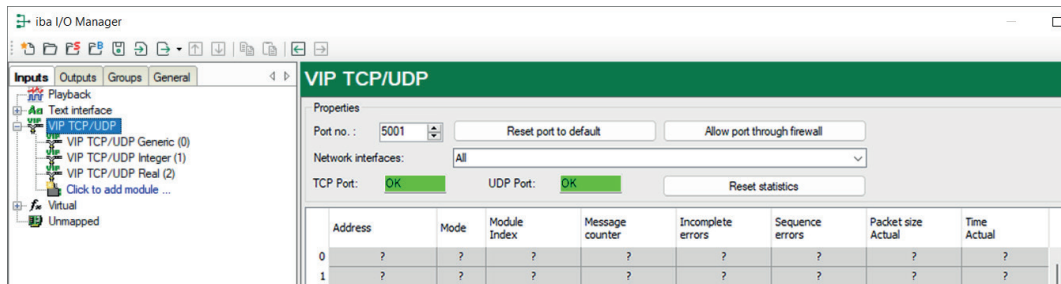 iba I/O Manager
Inputs Outputs Groups General
Playback
Text interface
VIP TCP/UDP
VIP TCP/UDP Generic (0)
VIP TCP/UDP Integer (1)
VIP TCP/UDP Real (2)
Click to add module ...
Virtual
Unmapped
VIP TCP/UDP
Properties
Port no. : 5001 Reset port to default Allow port through firewall
Network interfaces: All
TCP Port: OK UDP Port: OK Reset statistics
Address Mode Module Index Message counter Incomplete errors Sequence errors Packet size Actual Time Actual
0 ? ? ? ? ? ? ? ?
1 ? ? ? ? ? ? ? ?